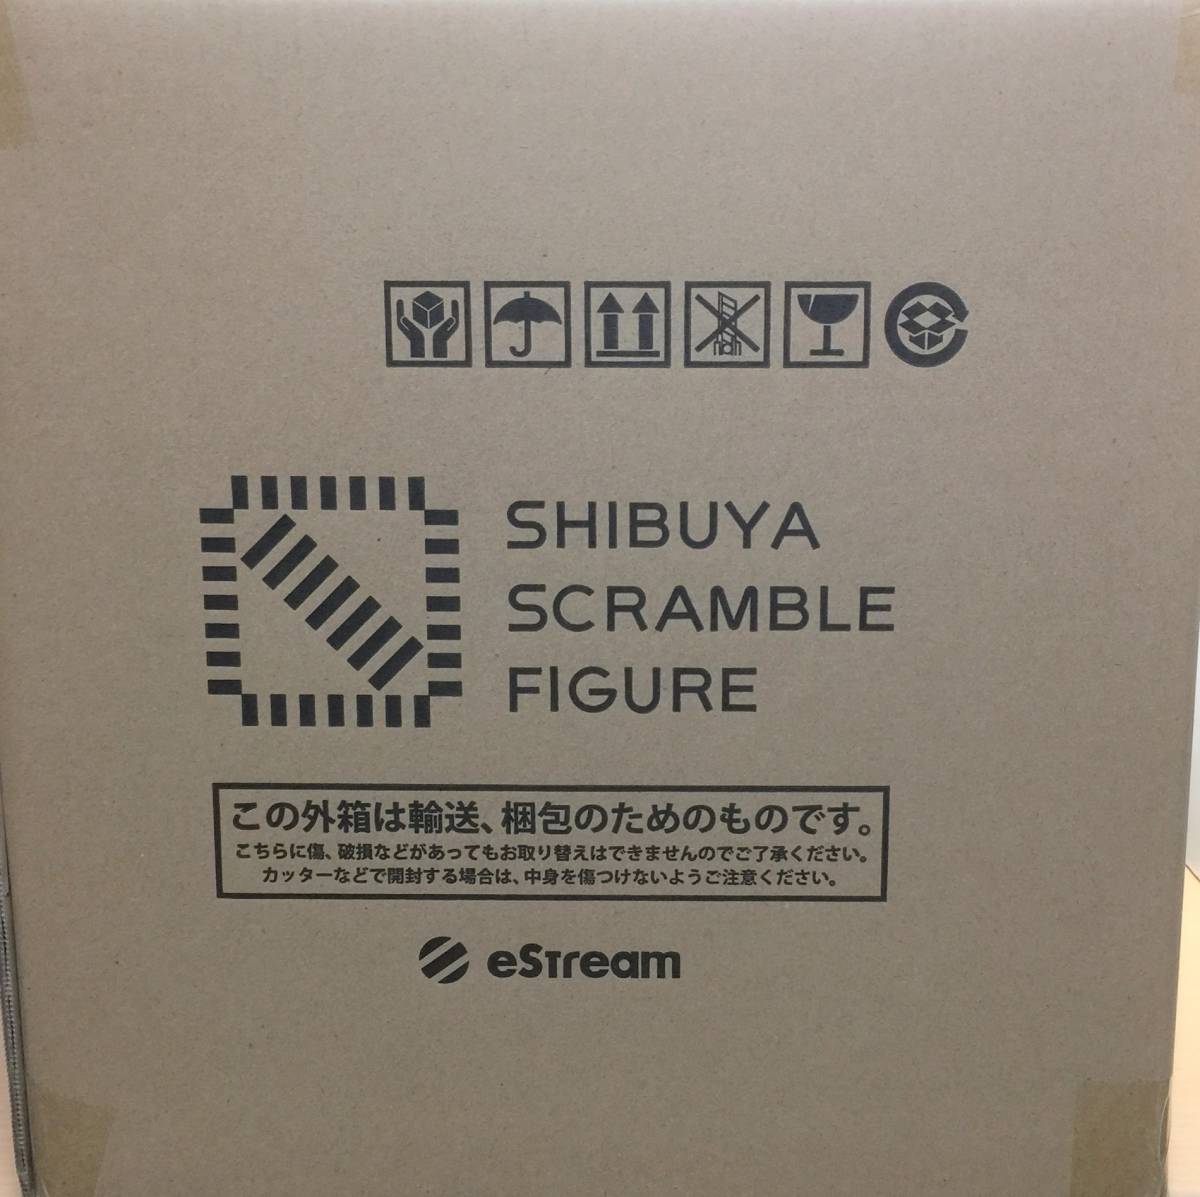 SHIBUYA
SCRAMBLE
FIGURE
この外箱は輸送、梱包のためのものです。
こちらに傷、破損などがあってもお取り替えはできませんのでご了承ください。
カッターなどで開封する場合は、中身を傷つけないようご注意ください。
eStream